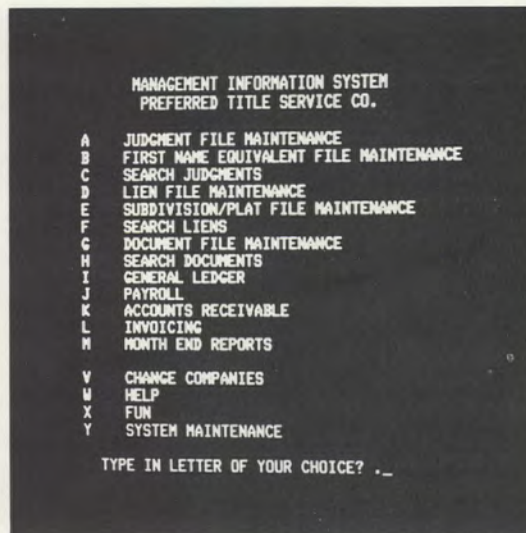 MANAGEMENT INFORMATION SYSTEM
PREFERRED TITLE SERVICE CO.
A JUDGMENT FILE MAINTENANCE
B FIRST NAME EQUIVALENT FILE MAINTENANCE
C SEARCH JUDGMENTS
D LIEN FILE MAINTENANCE
E SUBDIVISION/PLAT FILE MAINTENANCE
F SEARCH LIENS
G DOCUMENT FILE MAINTENANCE
H SEARCH DOCUMENTS
I GENERAL LEDGER
J PAYROLL
K ACCOUNTS RECEIVABLE
L INVOICING
M MONTH END REPORTS
V CHANGE COMPANIES
W HELP
X FUN
Y SYSTEM MAINTENANCE
TYPE IN LETTER OF YOUR CHOICE? ._